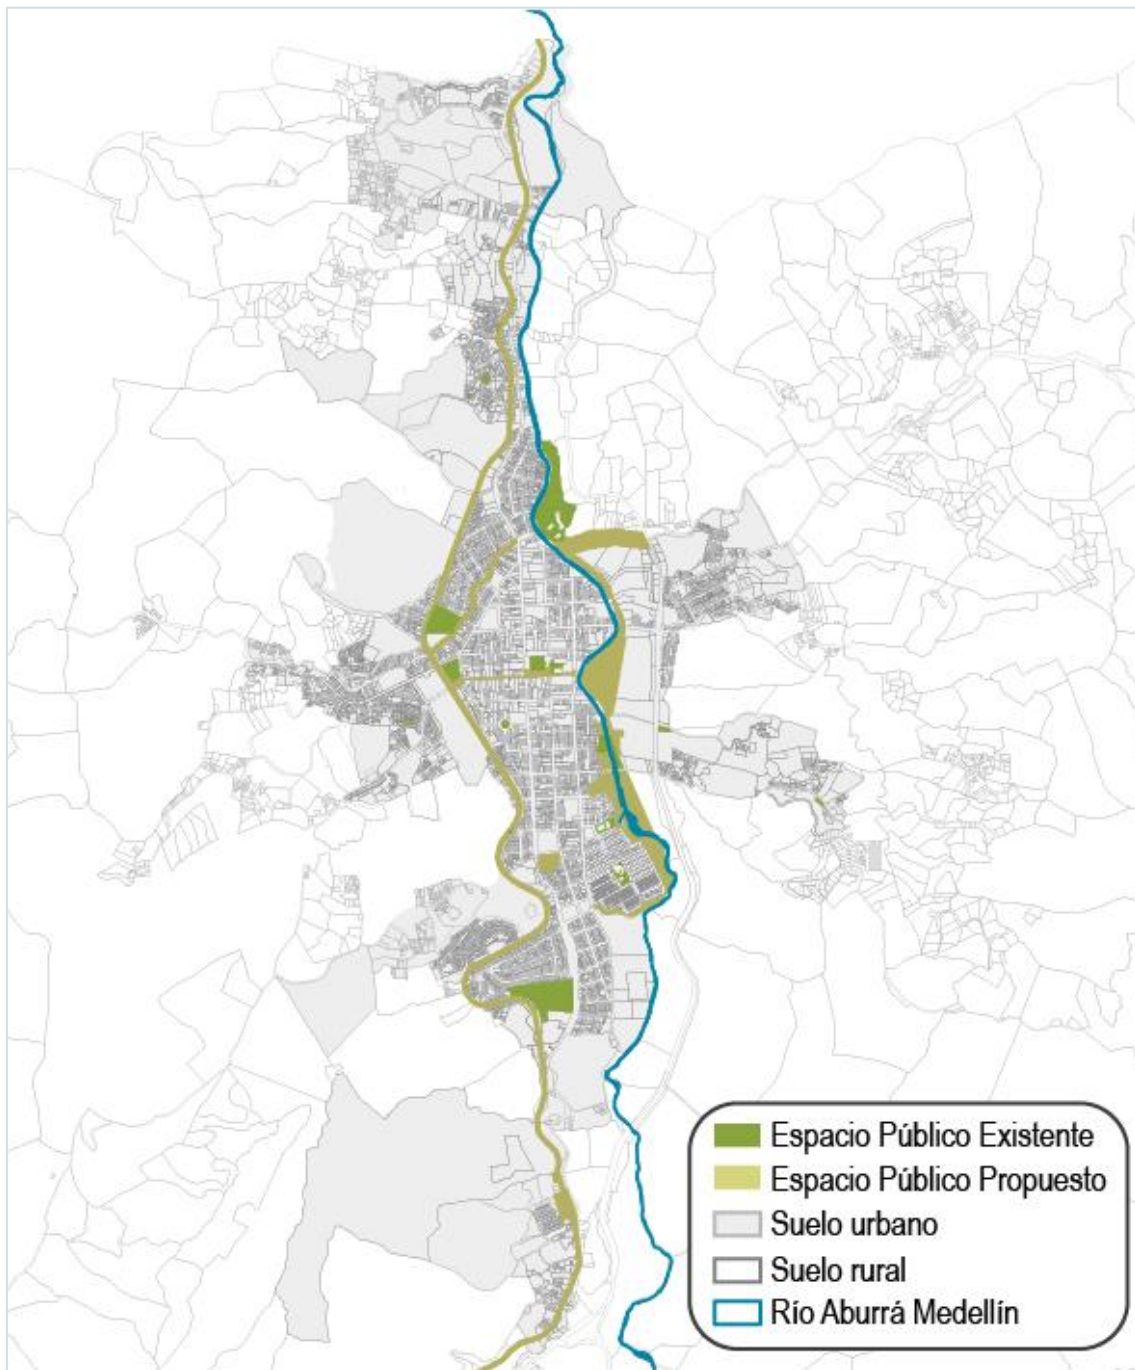 Espacio Público Existente
Espacio Público Propuesto
Suelo urbano
Suelo rural
Río Aburrá Medellín